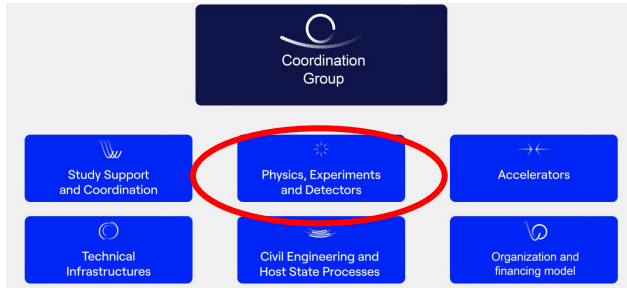 Coordination
Group
Study Support
and Coordination
Physics, Experiments
and Detectors
Accelerators
Technical
Infrastructures
Civil Engineering and
Host State Processes
Organization and
financing model